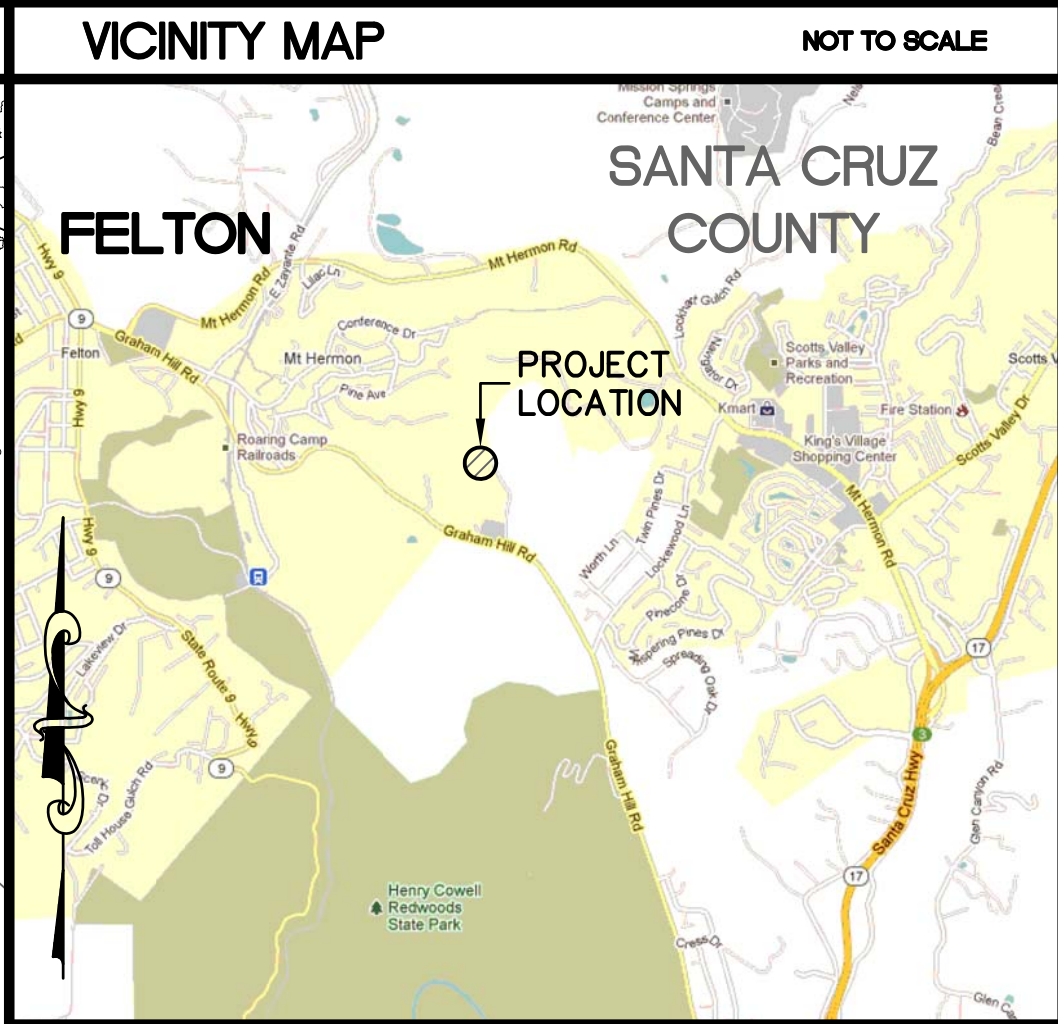 VICINITY MAP
NOT TO SCALE
Mission Springs
Camps and
Conference Center
SANTA CRUZ
COUNTY
FELTON
Hwy 9
E Zayante Rd
Lilac Ln
Mt Hermon Rd
Mt Hermon Rd
Lockhart Gulch Rd
9
Graham Hill Rd
Felton
Conference Dr
Mt Hermon
Pine Ave
PROJECT
LOCATION
Navigator Dr
Scotts Valley
Parks and
Recreation
Kmart
Fire Station
King's Village
Shopping Center
Scotts Valley Dr
Hwy 9
Roaring Camp
Railroads
Mt Hermon Rd
Graham Hill Rd
Twin Pines Dr
Lockewood Ln
Worth Ln
Pinecone Dr
Whispering Pines Dr
Spreading Oak Dr
Hwy 9
9
Lakeview Dr
State Route 9 - Hwy 9
9
Toll House Gulch Rd
17
3
Santa Cruz Hwy
Glen Canyon Rd
Graham Hill Rd
17
Henry Cowell
Redwoods
State Park
Cress Dr